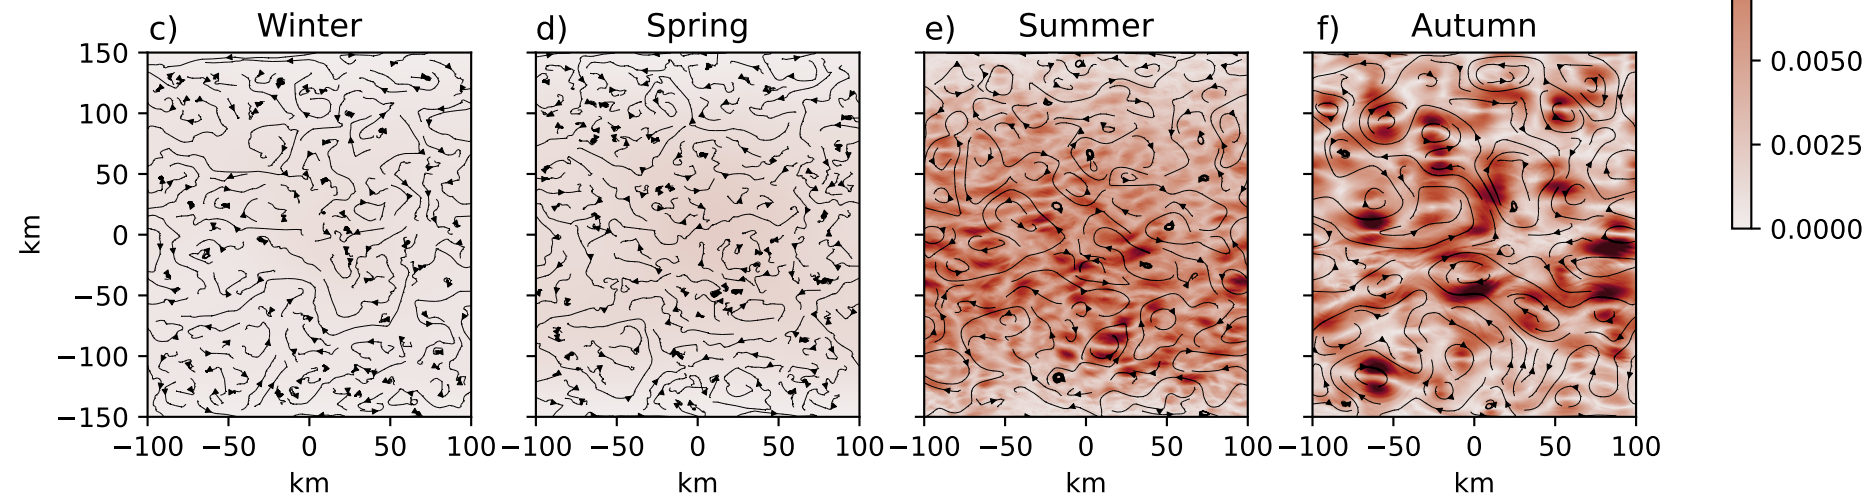 c) Winter
d) Spring
e) Summer
f) Autumn
150
100
50
0
−50
−100
−150
km
−100 −50 0 50 100
−100 −50 0 50 100
−100 −50 0 50 100
−100 −50 0 50 100
km
km
km
km
0.0050
0.0025
0.0000